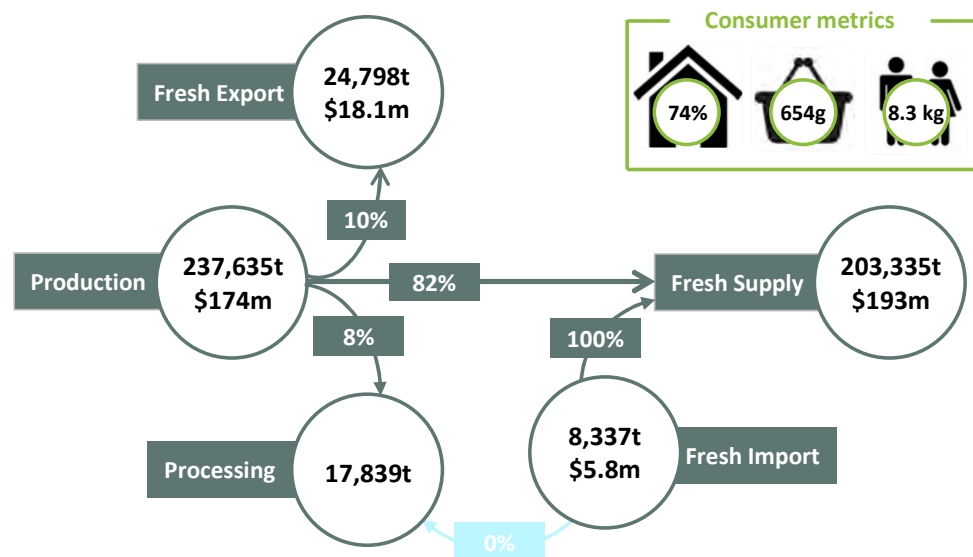 Consumer metrics
74%
654g
8.3 kg
Fresh Export
24,798t
$18.1m
10%
Production
237,635t
$174m
82%
Fresh Supply
203,335t
$193m
8%
100%
Processing
17,839t
8,337t
$5.8m
Fresh Import
0%